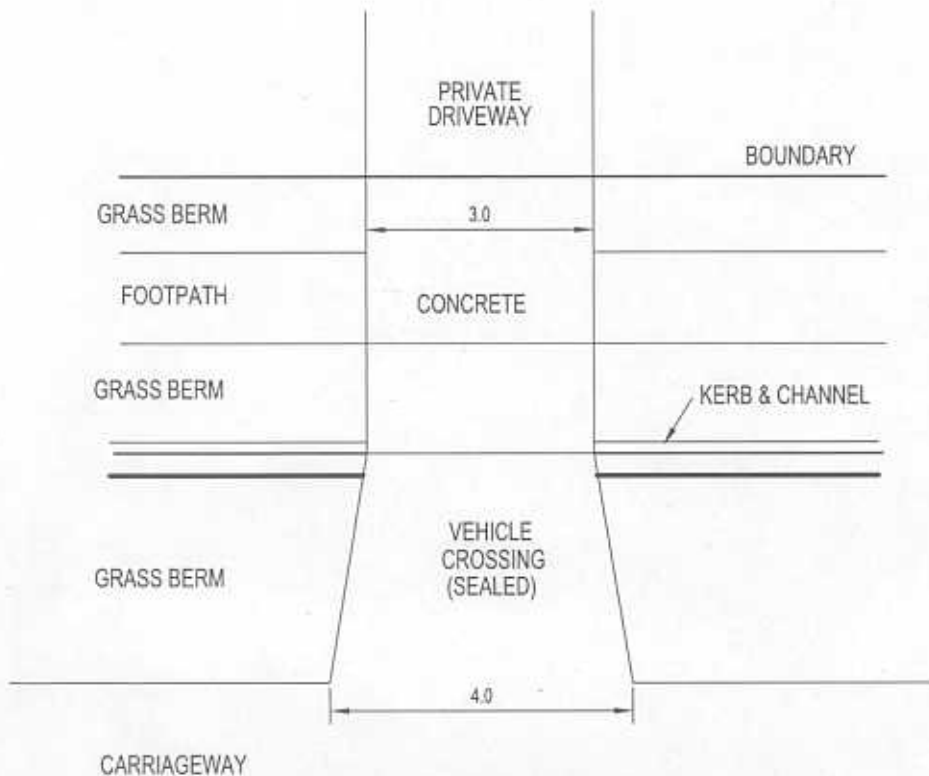 PRIVATE
DRIVEWAY
BOUNDARY
GRASS BERM
3.0
FOOTPATH
CONCRETE
GRASS BERM
KERB & CHANNEL
VEHICLE
CROSSING
(SEALED)
GRASS BERM
4.0
CARRIAGEWAY